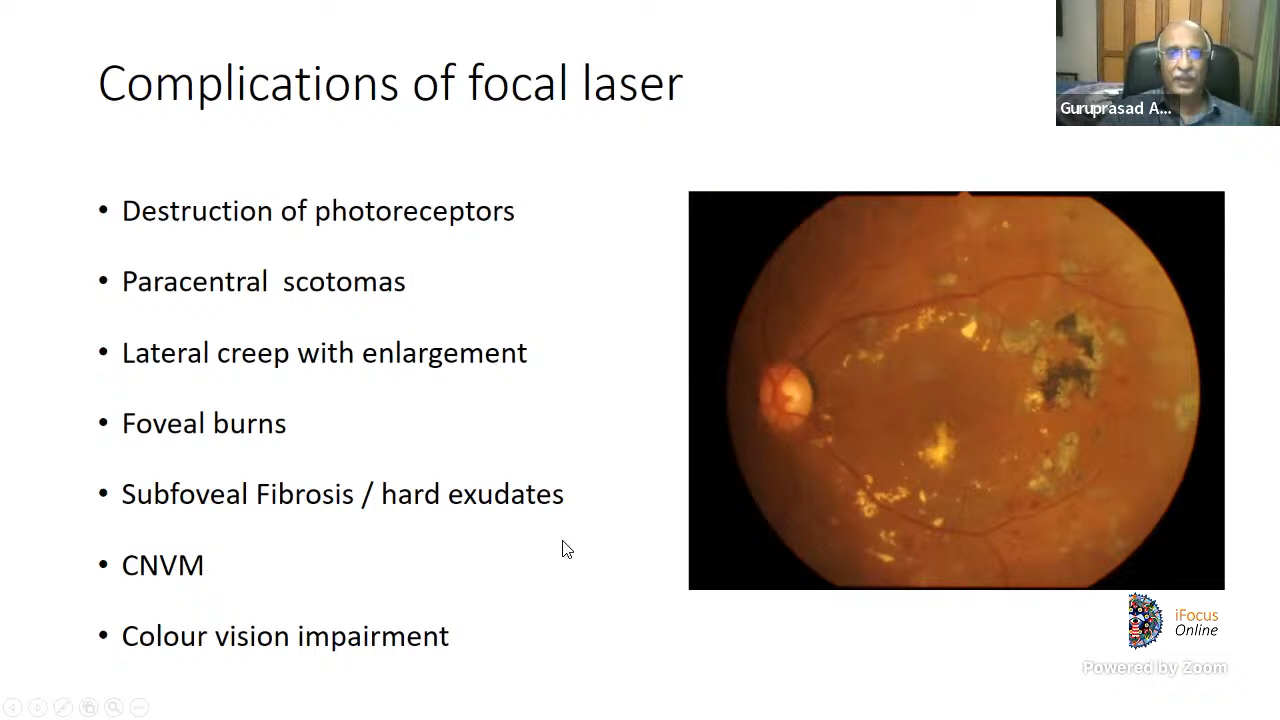 Complications of focal laser
Guruprasad A...
• Destruction of photoreceptors
• Paracentral scotomas
• Lateral creep with enlargement
• Foveal burns
• Subfoveal Fibrosis / hard exudates
• CNVM
• Colour vision impairment
iFocus
Online
Powered by Zoom